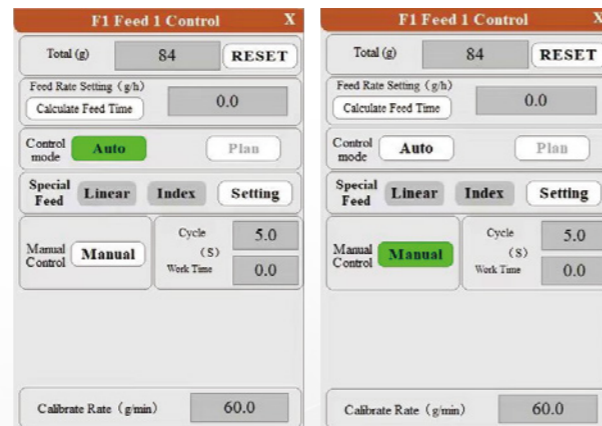 F1 Feed 1 Control X
Total (g) 84 RESET
Feed Rate Setting (g/h)
Calculate Feed Time 0.0
Control mode Auto Plan
Special Feed Linear Index Setting
Manual Control Manual
Cycle 5.0
(S)
Work Time 0.0
Calibrate Rate (g/min) 60.0
F1 Feed 1 Control X
Total (g) 84 RESET
Feed Rate Setting (g/h)
Calculate Feed Time 0.0
Control mode Auto Plan
Special Feed Linear Index Setting
Manual Control Manual
Cycle 5.0
(S)
Work Time 0.0
Calibrate Rate (g/min) 60.0